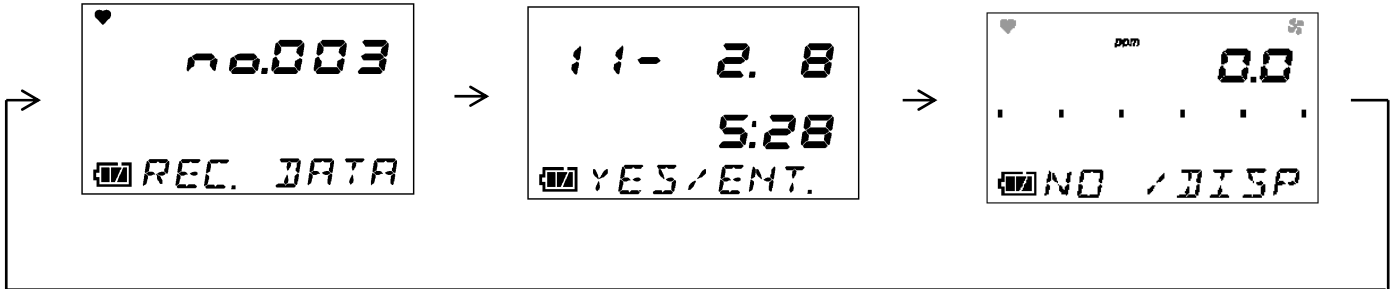 no.003
REC. DATA
11- 2. 8
5:28
YES/ENT.
ppm
0.0
NO /DISP